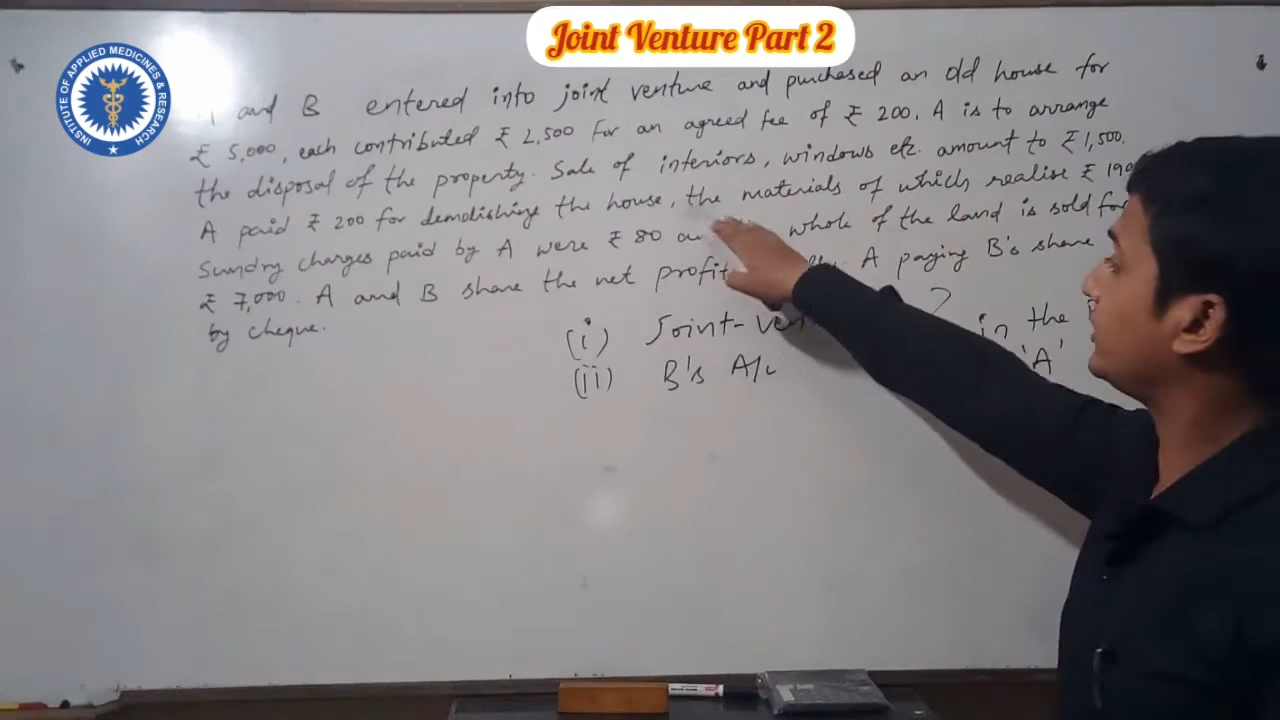 Joint Venture Part 2
INSTITUTE OF APPLIED MEDICINES & RESEARCH
and B entered into joint venture and purchased an old house for
₹ 5,000, each contributed ₹ 2,500 for an agreed fee of ₹ 200. A is to arrange
the disposal of the property. Sale of interiors, windows etc. amount to ₹ 1,500.
A paid ₹ 200 for demolishing the house, the materials of which realise ₹
Sundry charges paid by A were ₹ 80 whole of the land is sold for
₹ 7,000. A and B share the net profit A paying B's share
by cheque.
(i) Joint- ? in the
(ii) B's A/c 'A'